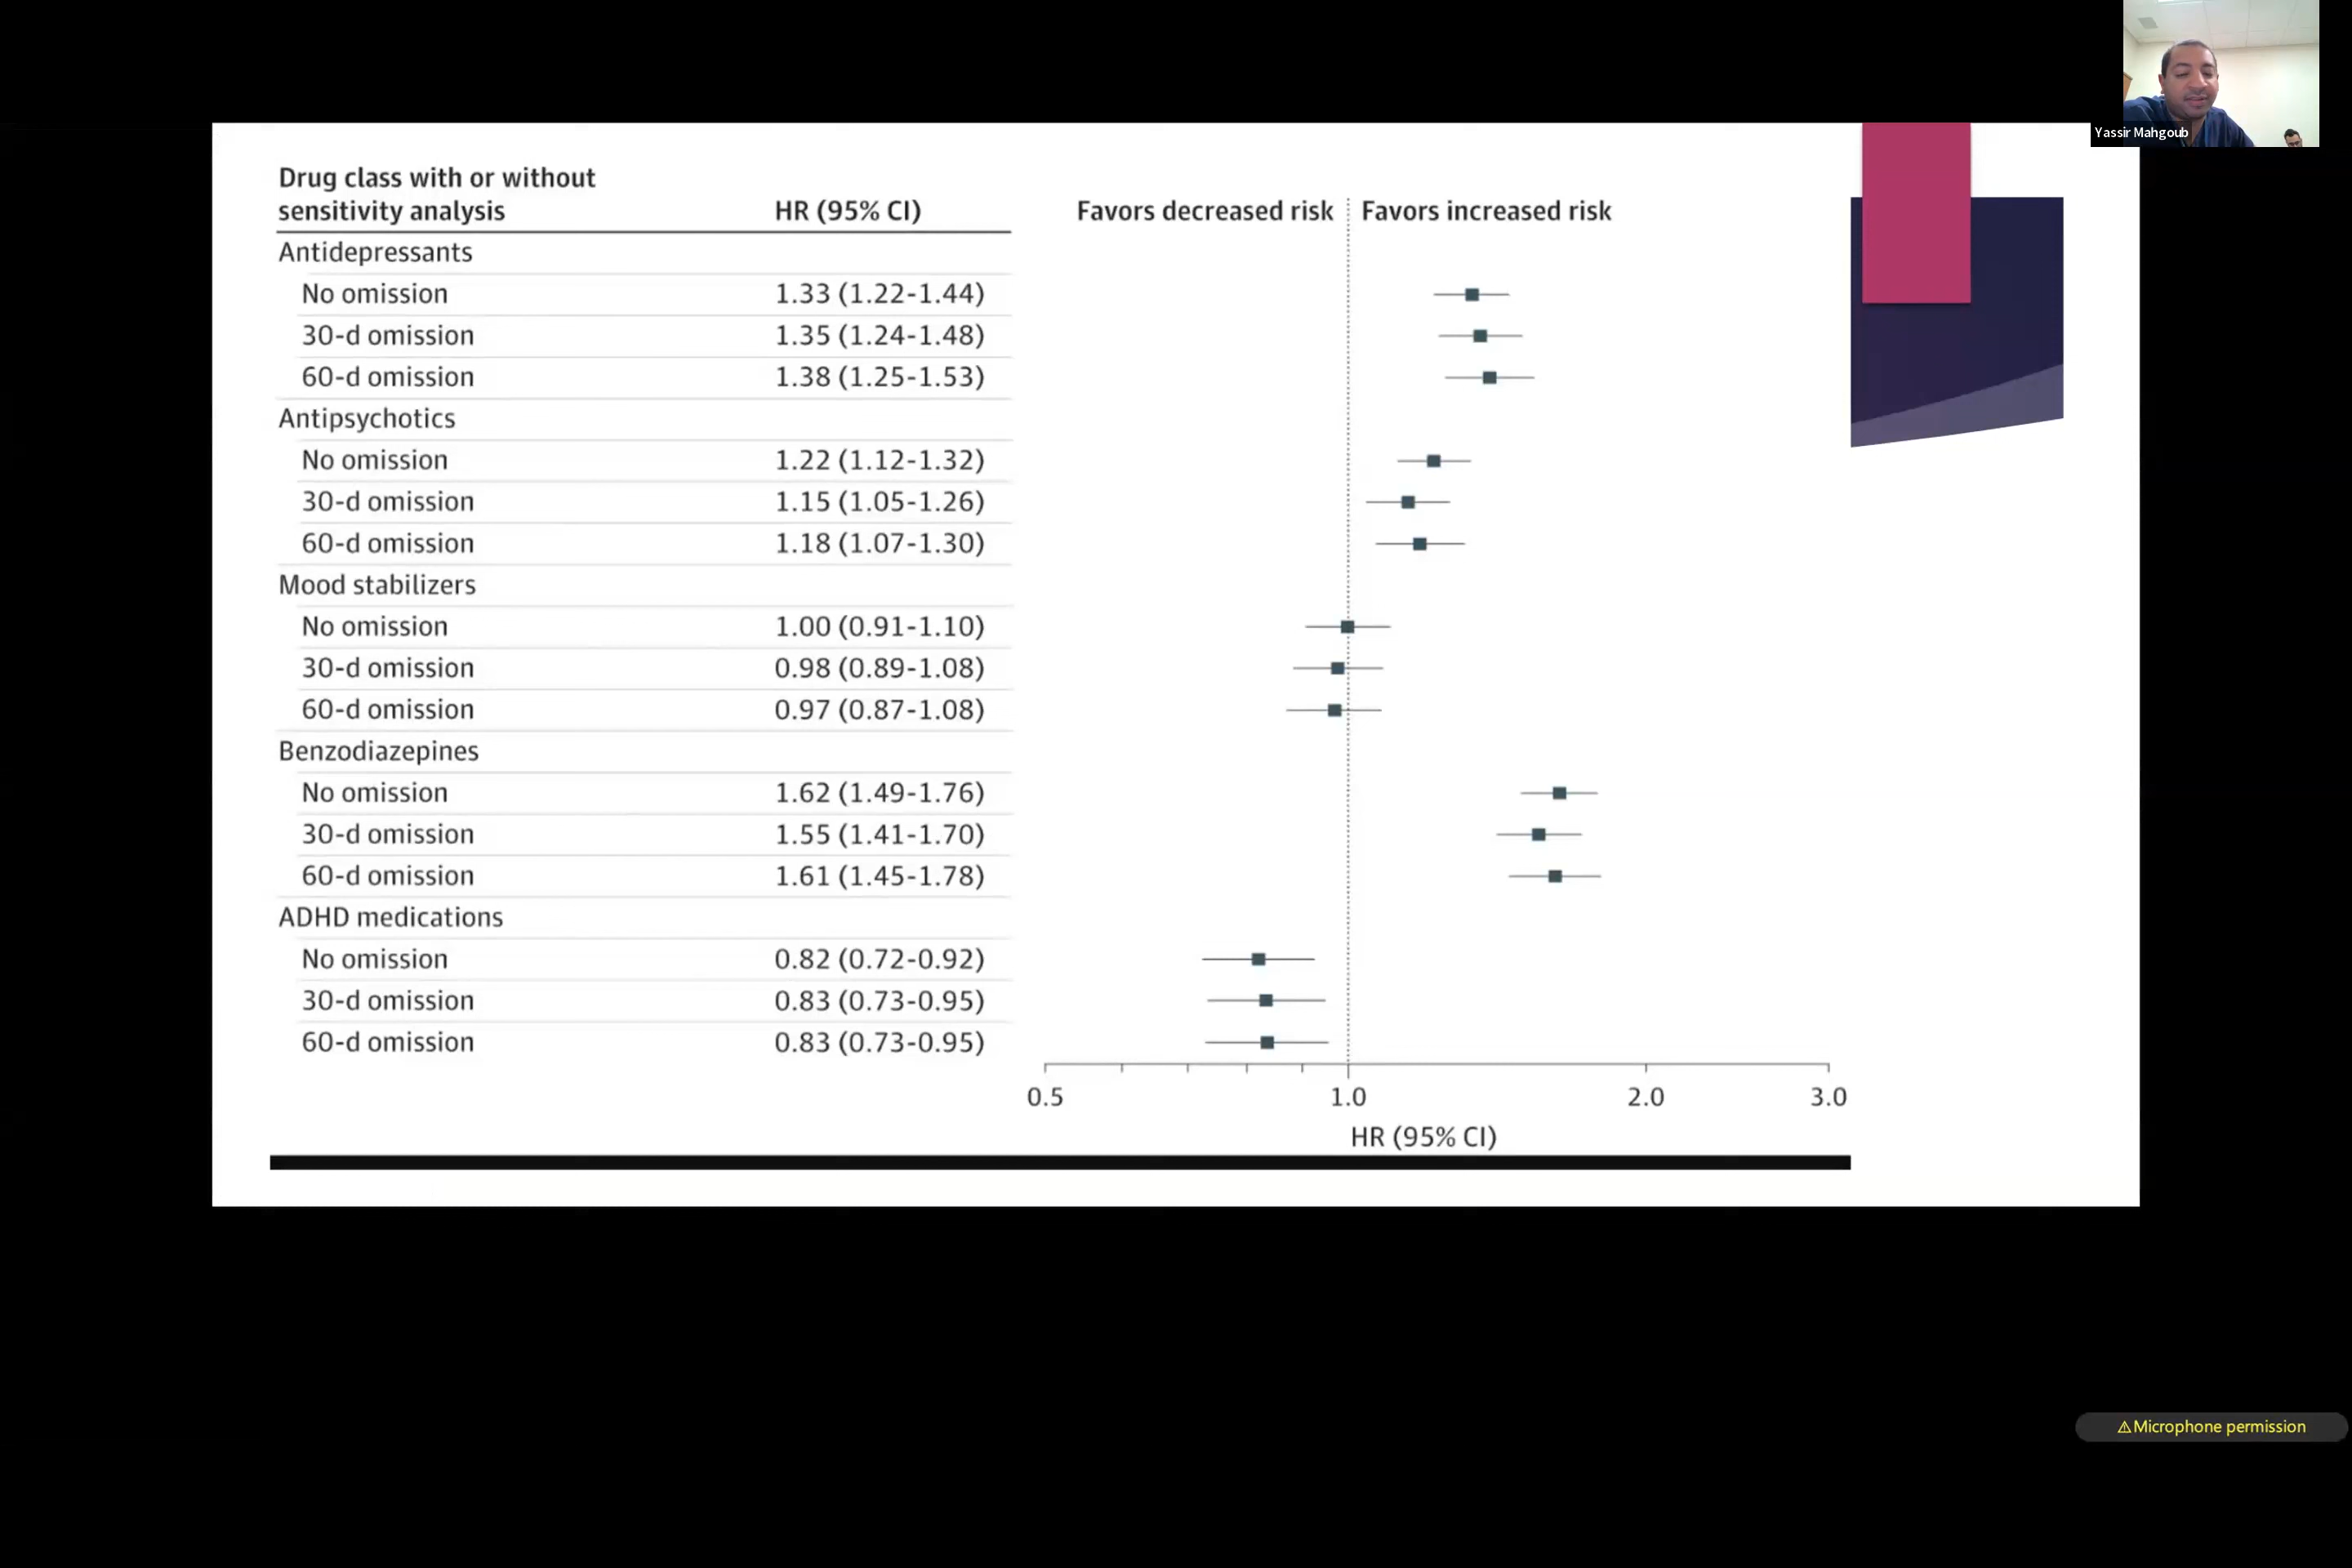 Yassir Mahgoub
Drug class with or without
sensitivity analysis HR (95% CI) Favors decreased risk Favors increased risk
Antidepressants
No omission 1.33 (1.22-1.44)
30-d omission 1.35 (1.24-1.48)
60-d omission 1.38 (1.25-1.53)
Antipsychotics
No omission 1.22 (1.12-1.32)
30-d omission 1.15 (1.05-1.26)
60-d omission 1.18 (1.07-1.30)
Mood stabilizers
No omission 1.00 (0.91-1.10)
30-d omission 0.98 (0.89-1.08)
60-d omission 0.97 (0.87-1.08)
Benzodiazepines
No omission 1.62 (1.49-1.76)
30-d omission 1.55 (1.41-1.70)
60-d omission 1.61 (1.45-1.78)
ADHD medications
No omission 0.82 (0.72-0.92)
30-d omission 0.83 (0.73-0.95)
60-d omission 0.83 (0.73-0.95)
0.5 1.0 2.0 3.0
HR (95% CI)
⚠Microphone permission